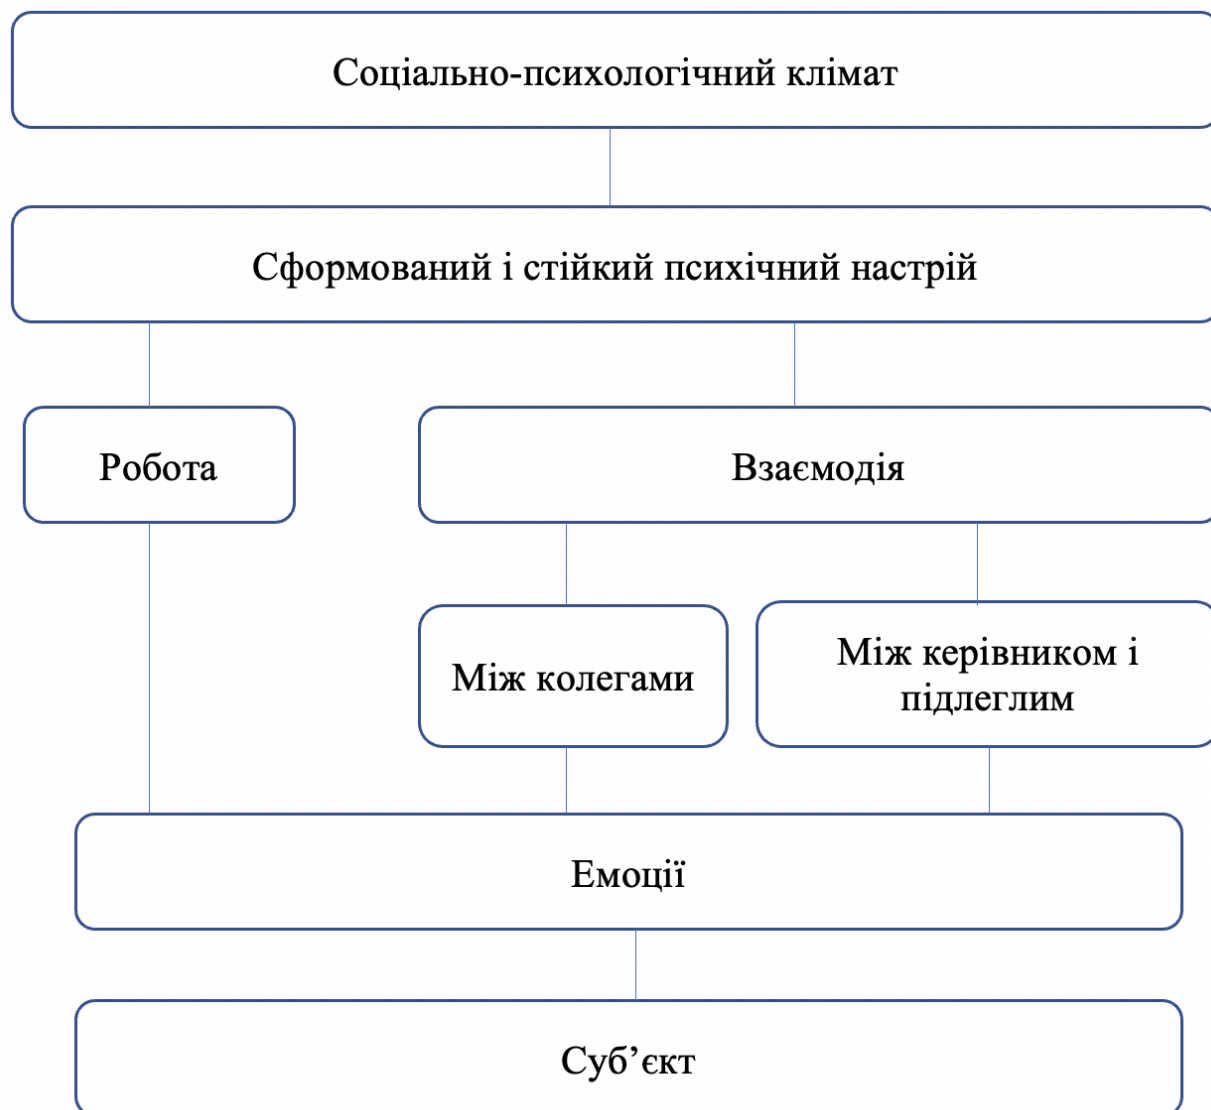 Соціально-психологічний клімат
Сформований і стійкий психічний настрій
Робота
Взаємодія
Між колегами
Між керівником і
підлеглим
Емоції
Суб’єкт